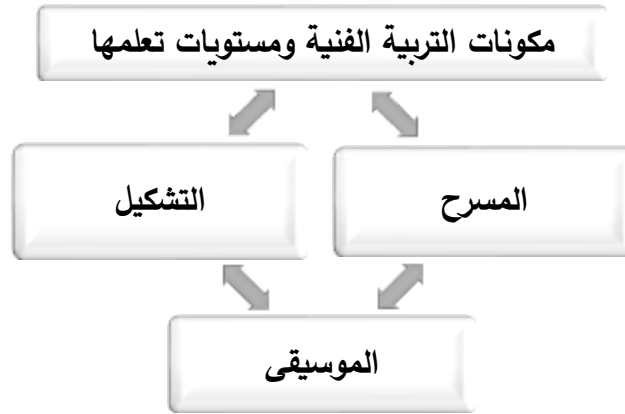 مكونات التربية الفنية ومستويات تعلمها
المسرح
التشكيل
الموسيقى